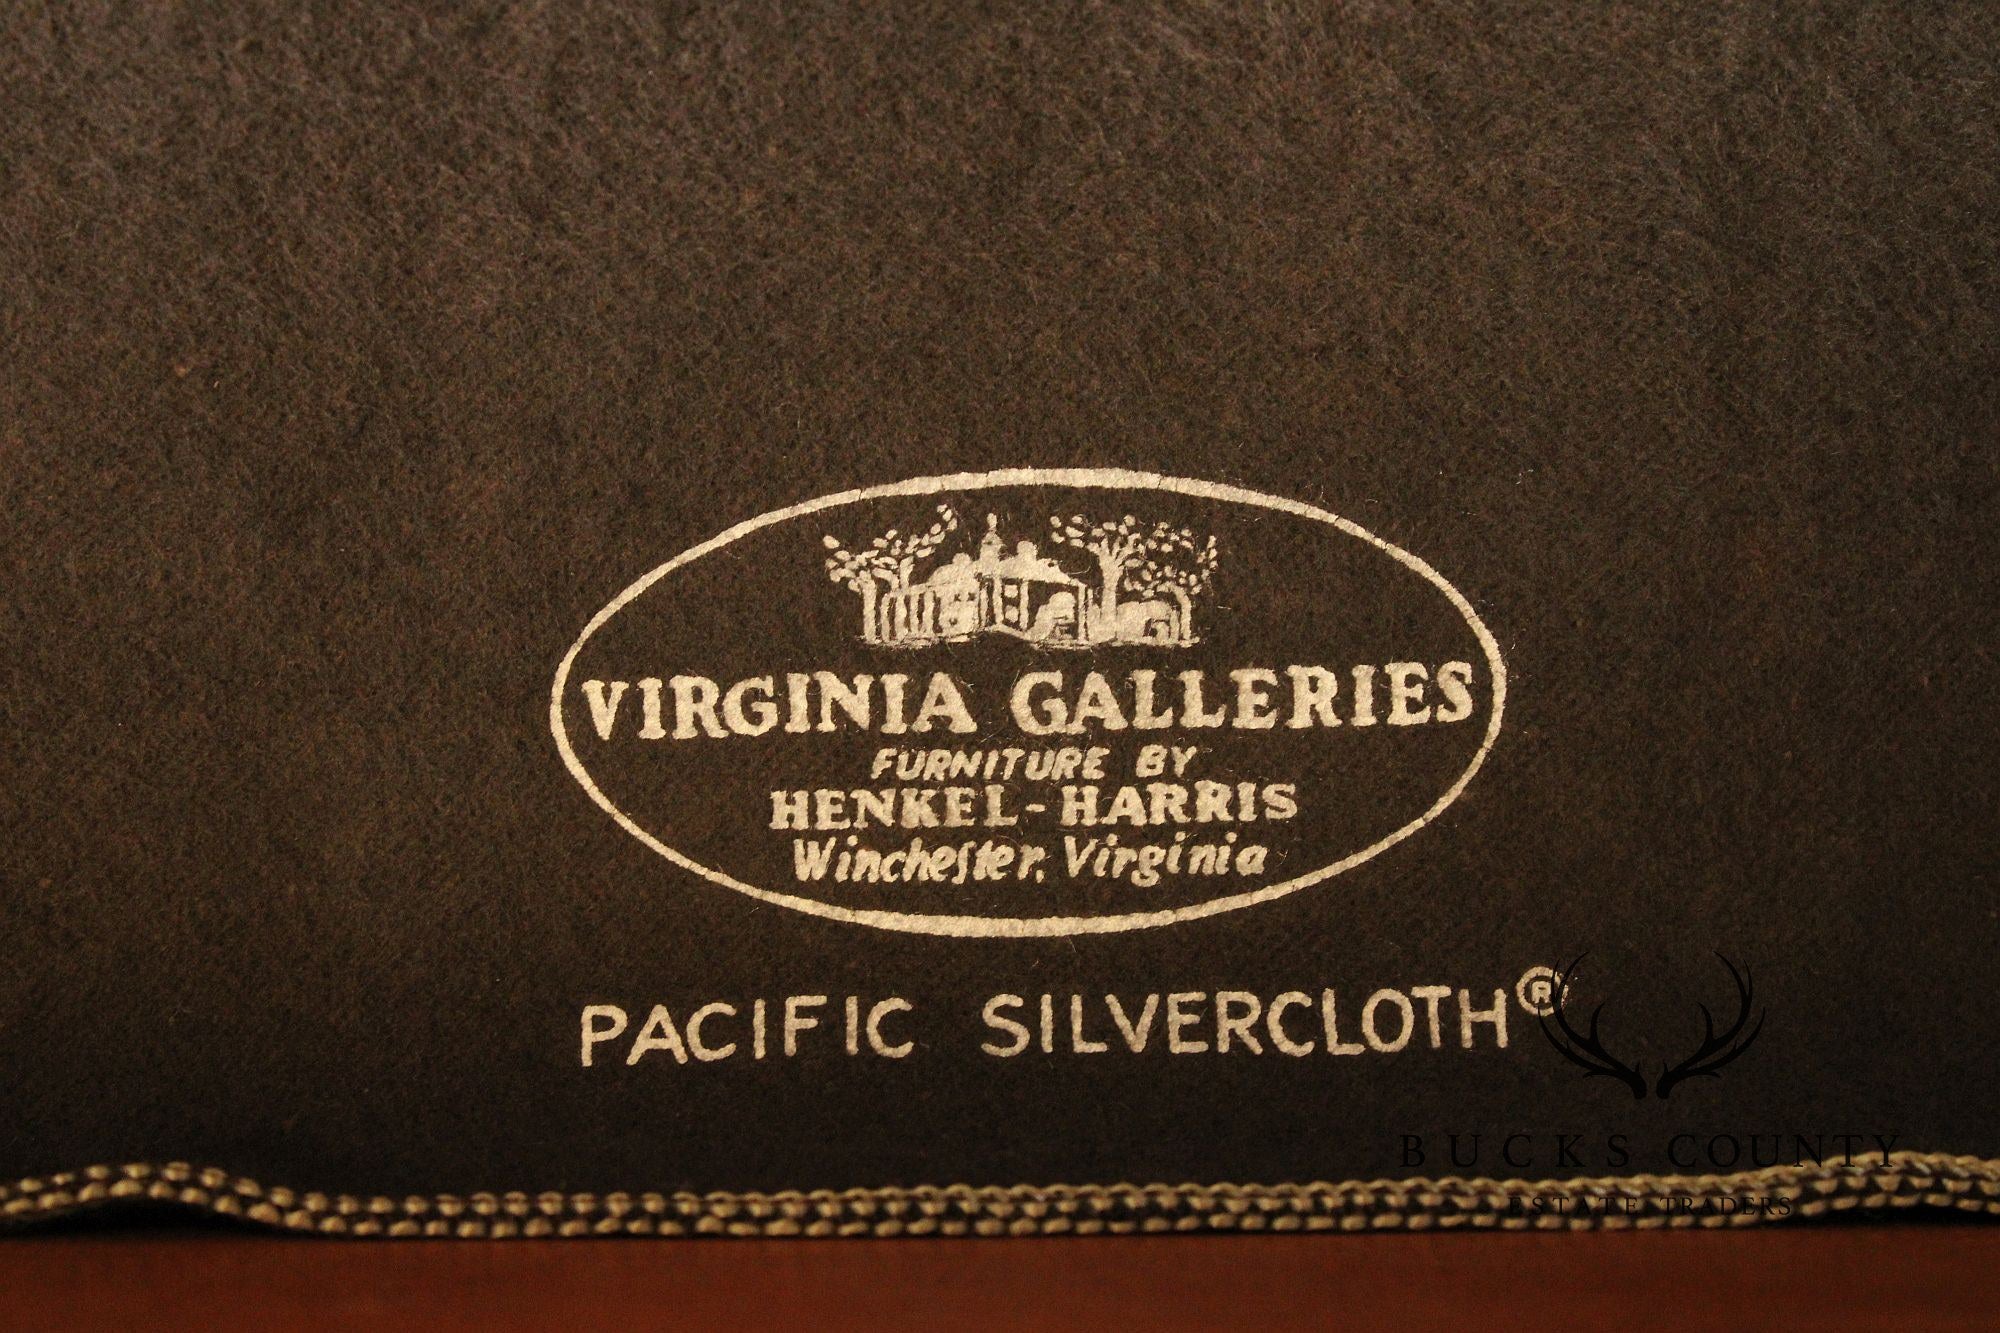 VIRGINIA GALLERIES
FURNITURE BY
HENKEL-HARRIS
Winchester, Virginia
PACIFIC SILVERCLOTH®
BUCKS COUNTY
ESTATE TRADERS